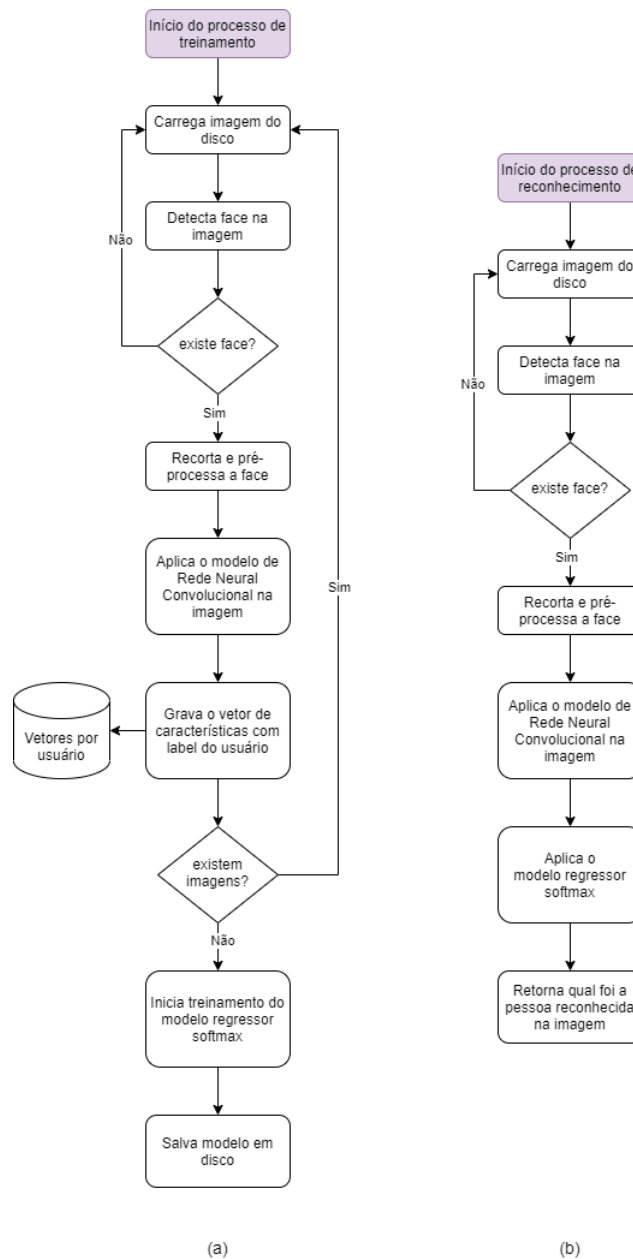 Início do processo de
treinamento
Carrega imagem do
disco
Detecta face na
imagem
Não
existe face?
Sim
Recorta e pré-
processa a face
Aplica o modelo de
Rede Neural
Convolucional na
imagem
Sim
Grava o vetor de
características com
label do usuário
Vetores por
usuário
existem
imagens?
Não
Inicia treinamento do
modelo regressor
softmax
Salva modelo em
disco
(a)
Início do processo de
reconhecimento
Carrega imagem do
disco
Detecta face na
imagem
Não
existe face?
Sim
Recorta e pré-
processa a face
Aplica o modelo de
Rede Neural
Convolucional na
imagem
Aplica o
modelo regressor
softmax
Retorna qual foi a
pessoa reconhecida
na imagem
(b)